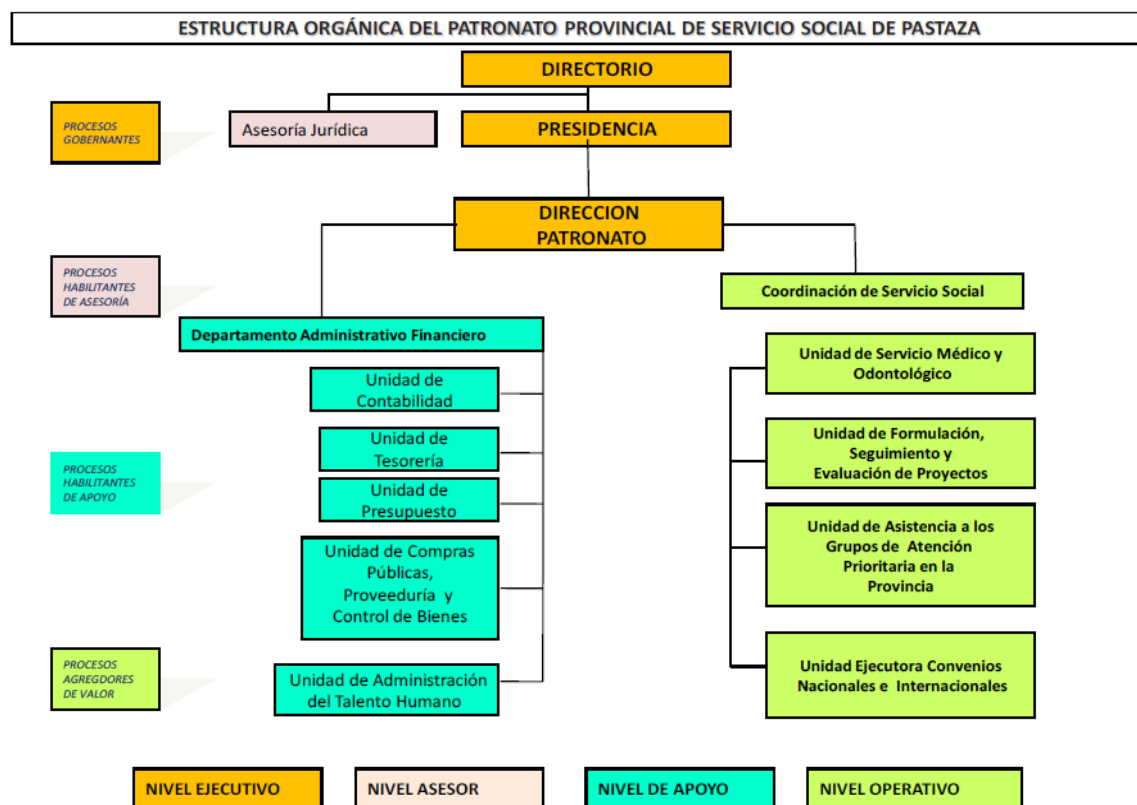 ESTRUCTURA ORGÁNICA DEL PATRONATO PROVINCIAL DE SERVICIO SOCIAL DE PASTAZA
DIRECTORIO
PROCESOS
GOBERNANTES
Asesoría Jurídica
PRESIDENCIA
DIRECCION
PATRONATO
PROCESOS
HABILITANTES
DE ASESORÍA
Coordinación de Servicio Social
Departamento Administrativo Financiero
Unidad de
Contabilidad
Unidad de
Tesorería
Unidad de
Presupuesto
Unidad de Compras
Públicas,
Proveeduría y
Control de Bienes
Unidad de Administración
del Talento Humano
Unidad de Servicio Médico y
Odontológico
Unidad de Formulación,
Seguimiento y
Evaluación de Proyectos
Unidad de Asistencia a los
Grupos de Atención
Prioritaria en la
Provincia
Unidad Ejecutora Convenios
Nacionales e Internacionales
PROCESOS
HABILITANTES
DE APOYO
PROCESOS
AGREGDORES
DE VALOR
NIVEL EJECUTIVO
NIVEL ASESOR
NIVEL DE APOYO
NIVEL OPERATIVO